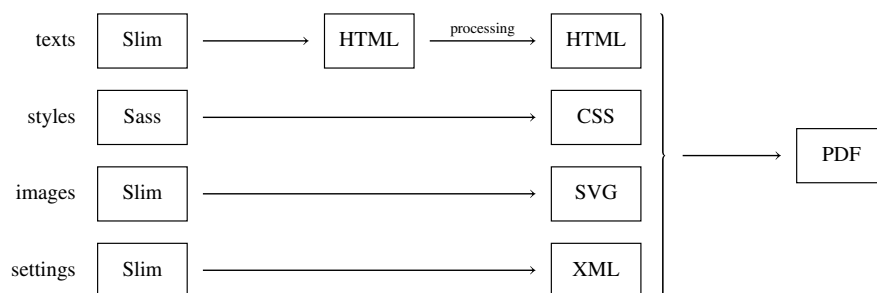 texts Slim HTML processing HTML
styles Sass CSS
PDF
images Slim SVG
settings Slim XML